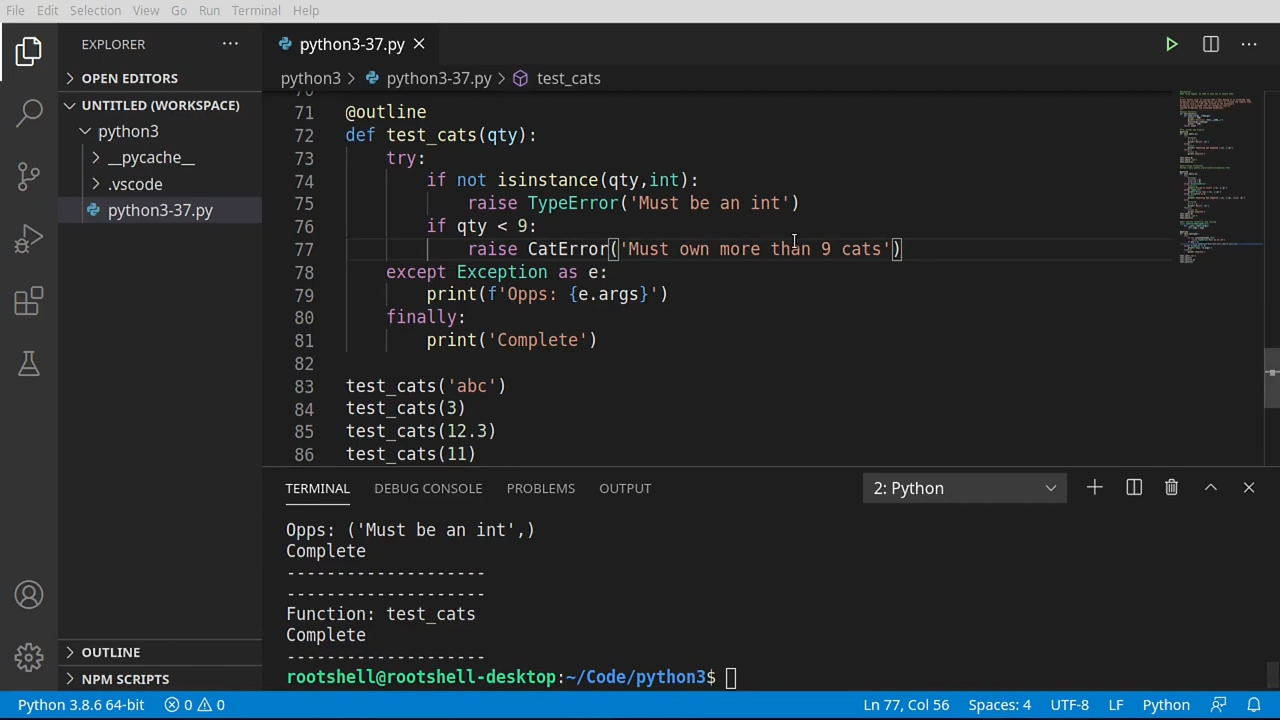 File Edit Selection View Go Run Terminal Help
EXPLORER
python3-37.py
OPEN EDITORS
UNTITLED (WORKSPACE)
python3
__pycache__
.vscode
python3-37.py
OUTLINE
NPM SCRIPTS
python3 > python3-37.py > test_cats
71 @outline
72 def test_cats(qty):
73 try:
74 if not isinstance(qty,int):
75 raise TypeError('Must be an int')
76 if qty < 9:
77 raise CatError('Must own more than 9 cats')
78 except Exception as e:
79 print(f'Opps: {e.args}')
80 finally:
81 print('Complete')
82
83 test_cats('abc')
84 test_cats(3)
85 test_cats(12.3)
86 test_cats(11)
TERMINAL DEBUG CONSOLE PROBLEMS OUTPUT 2: Python
Opps: ('Must be an int',)
Complete
--------------------
--------------------
Function: test_cats
Complete
--------------------
rootshell@rootshell-desktop:~/Code/python3$
Python 3.8.6 64-bit 0 0 Ln 77, Col 56 Spaces: 4 UTF-8 LF Python